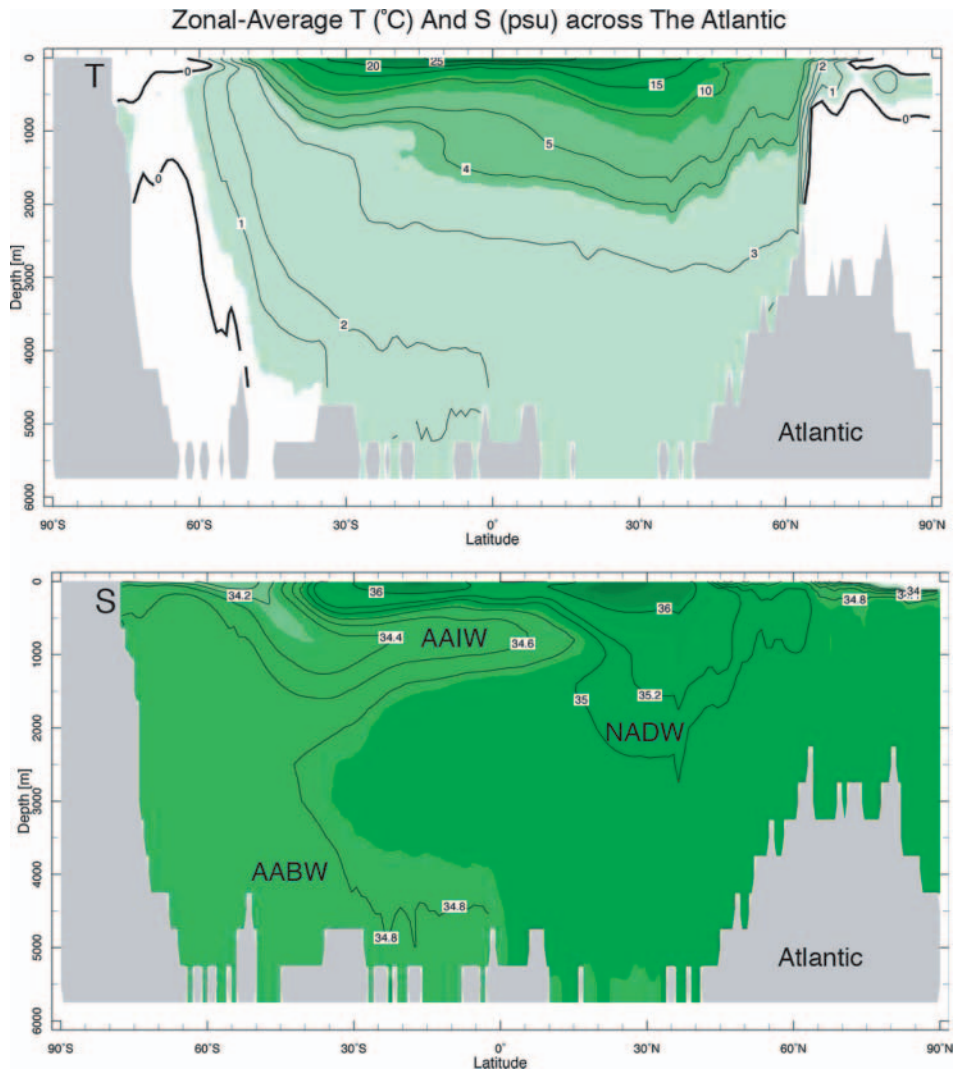 Zonal-Average T (°C) And S (psu) across The Atlantic
T
0
0
20
25
15
10
2
1
0
0
5
4
0
1
3
2
Atlantic
Depth [m]
0
1000
2000
3000
4000
5000
6000
90°S
60°S
30°S
0°
30°N
60°N
90°N
Latitude
S
34.2
36
36
34.8
34
34.4
AAIW
34.6
35
35.2
NADW
AABW
34.8
34.8
Atlantic
Depth [m]
0
1000
2000
3000
4000
5000
6000
90°S
60°S
30°S
0°
30°N
60°N
90°N
Latitude